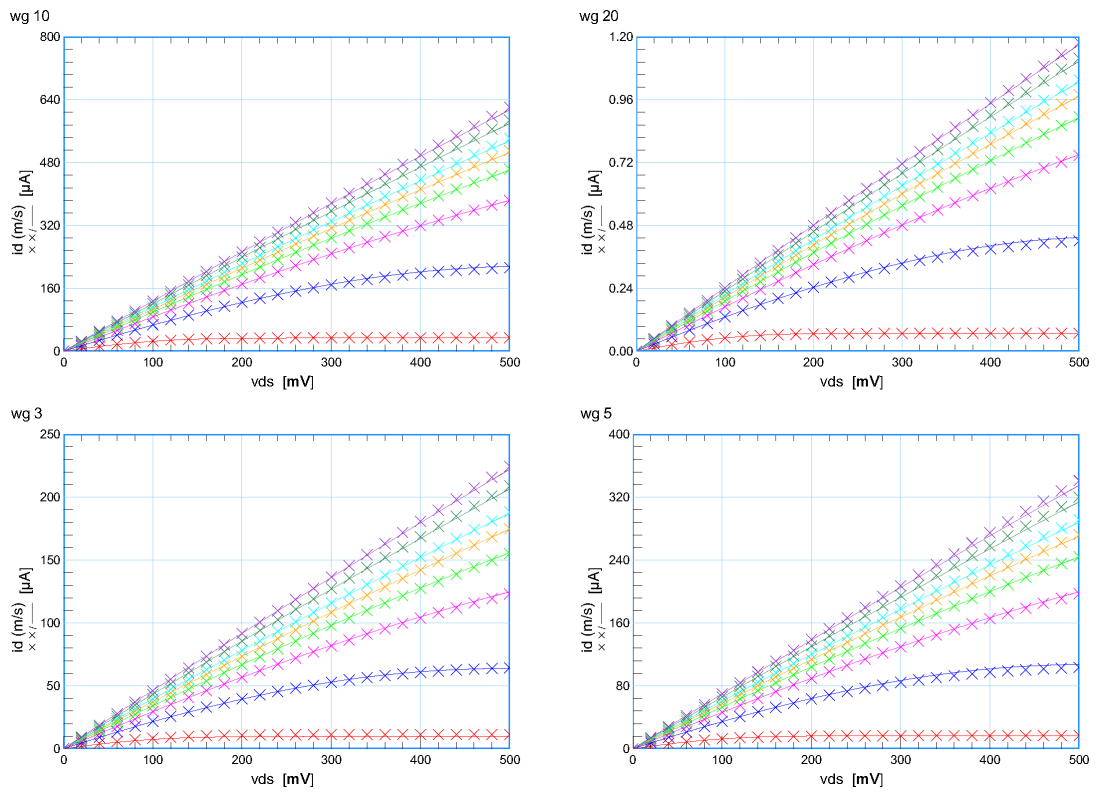 wg 10
800
640
480
320
160
0
id (m/s) [µA]
× ×/___
0 100 200 300 400 500
vds [mV]
wg 20
1.20
0.96
0.72
0.48
0.24
0.00
id (m/s) [µA]
× ×/___
0 100 200 300 400 500
vds [mV]
wg 3
250
200
150
100
50
0
id (m/s) [µA]
× ×/___
0 100 200 300 400 500
vds [mV]
wg 5
400
320
240
160
80
0
id (m/s) [µA]
× ×/___
0 100 200 300 400 500
vds [mV]